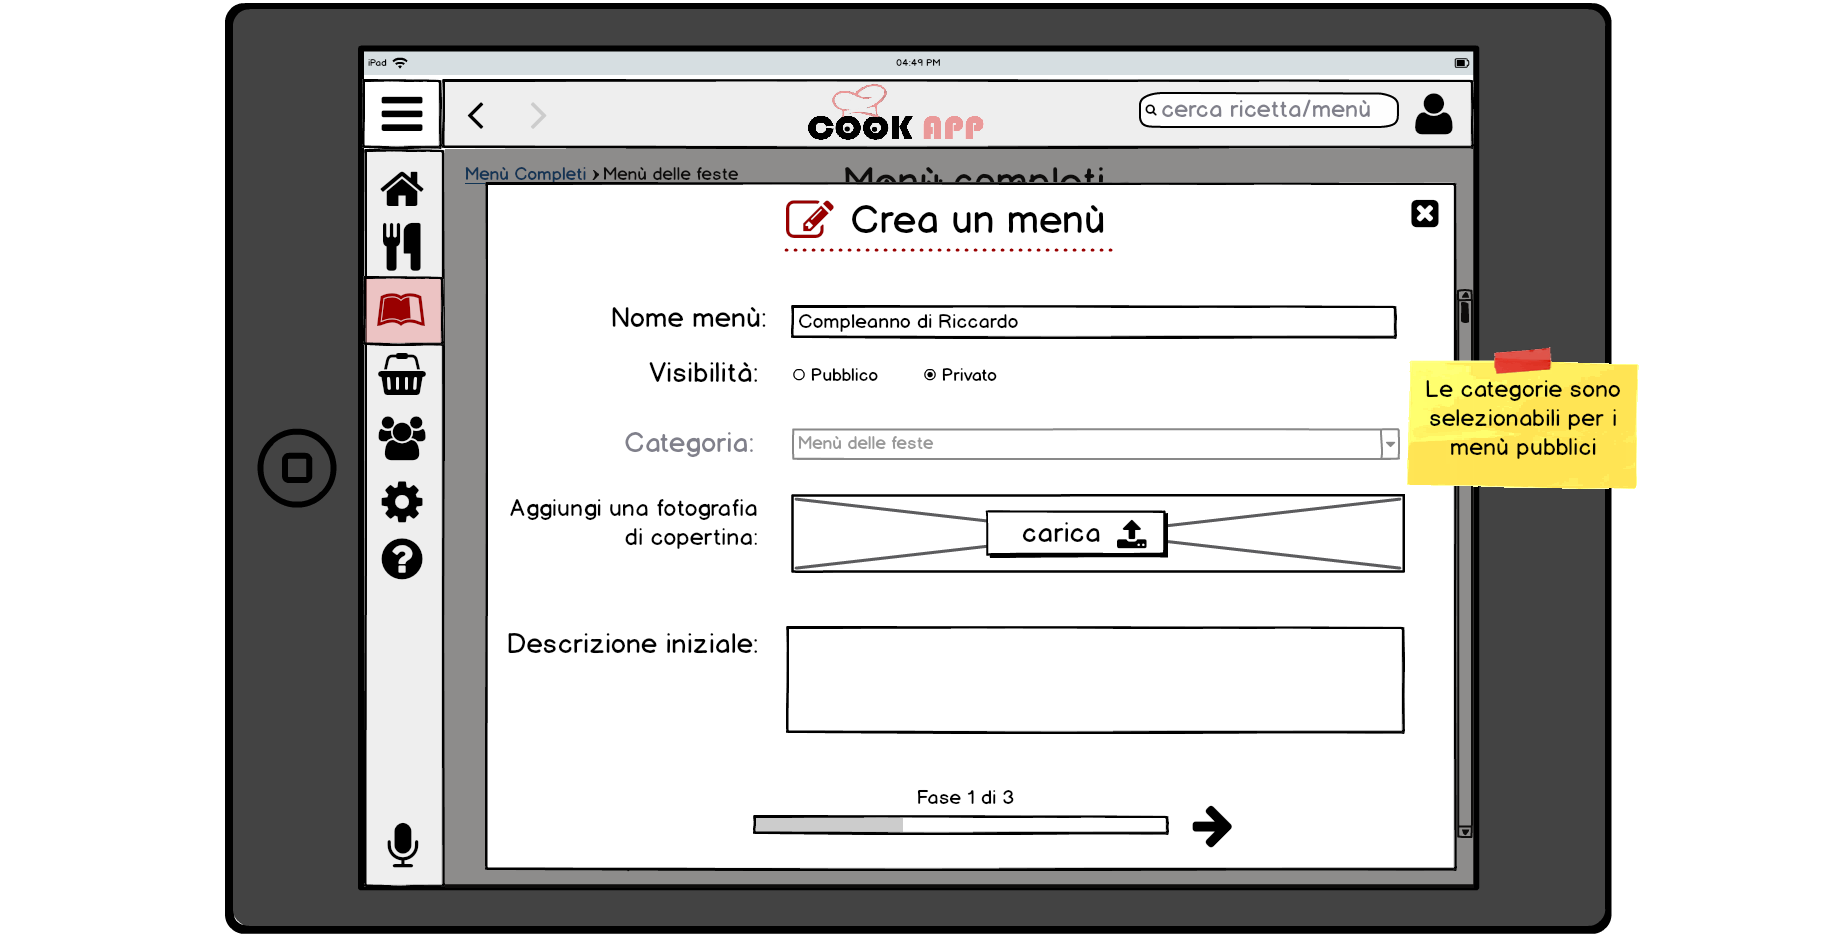 iPad
04:49 PM
COOK APP
cerca ricetta/menù
Menù Completi > Menù delle feste
Menù completi
Crea un menù
Nome menù:
Compleanno di Riccardo
Visibilità:
Pubblico
Privato
Categoria:
Menù delle feste
Le categorie sono
selezionabili per i
menù pubblici
Aggiungi una fotografia
di copertina:
carica
Descrizione iniziale:
Fase 1 di 3